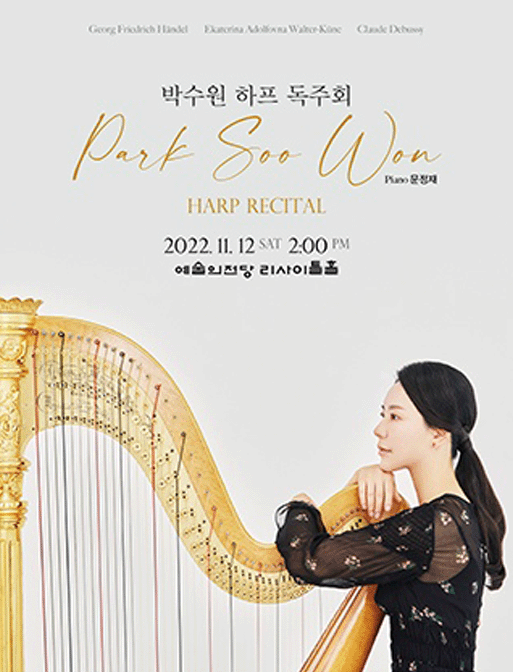 Georg Friedrich Händel Ekaterina Adolfovna Walter-Küne Claude Debussy
박수원 하프 독주회
Park Soo Won
Piano 문정재
HARP RECITAL
2022. 11. 12 SAT 2:00 PM
예술의전당 리사이틀홀